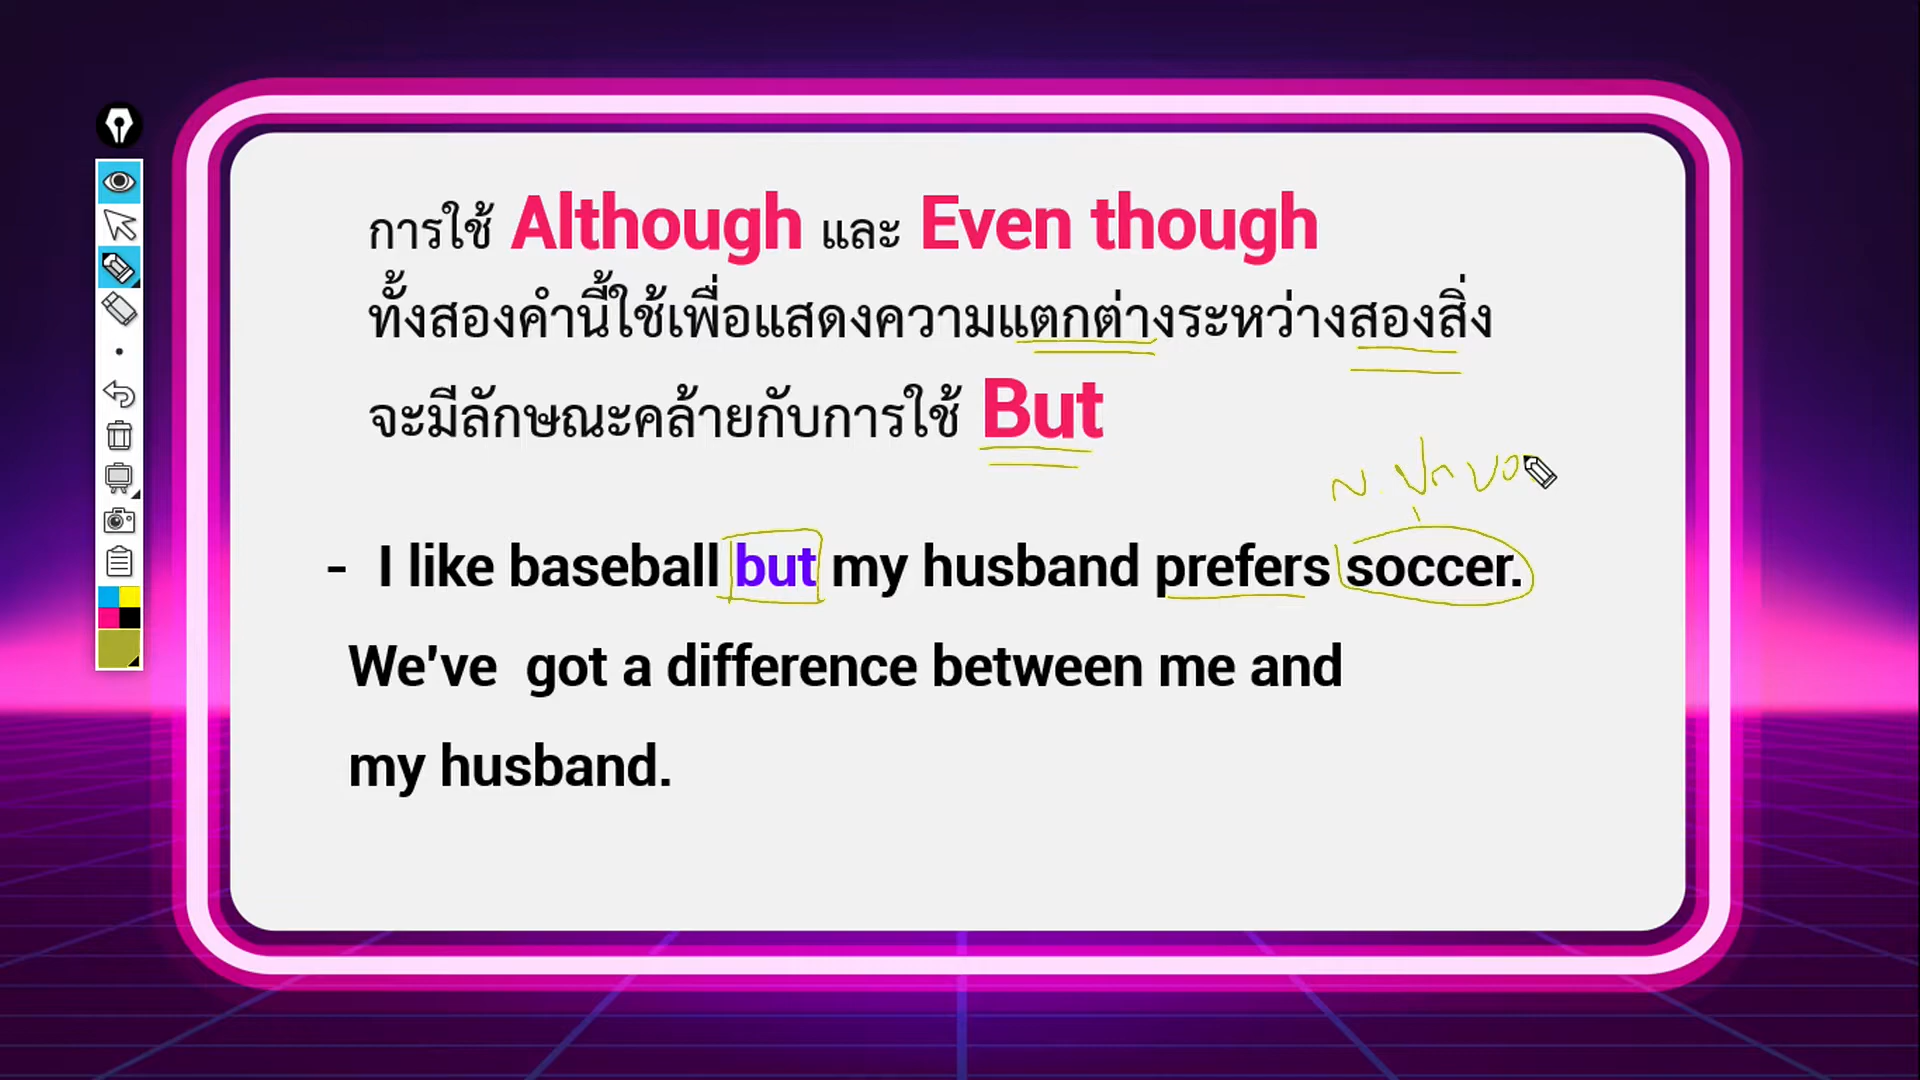 การใช้ Although และ Even though
ทั้งสองคำนี้ใช้เพื่อแสดงความแตกต่างระหว่างสองสิ่ง
จะมีลักษณะคล้ายกับการใช้ But
- I like baseball but my husband prefers soccer.
We've got a difference between me and
my husband.